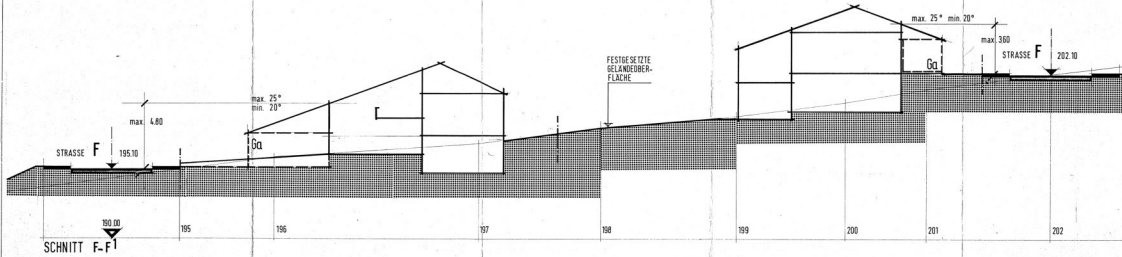 max. 25° min. 20°
max. 3.60
STRASSE F 202.10
Ga
FESTGESETZTE
GELÄNDEOBER-
FLÄCHE
max. 25°
min. 20°
max. 4.80
Ga
STRASSE F 195.10
190.00
195 196 197 198 199 200 201 202
SCHNITT F-F1